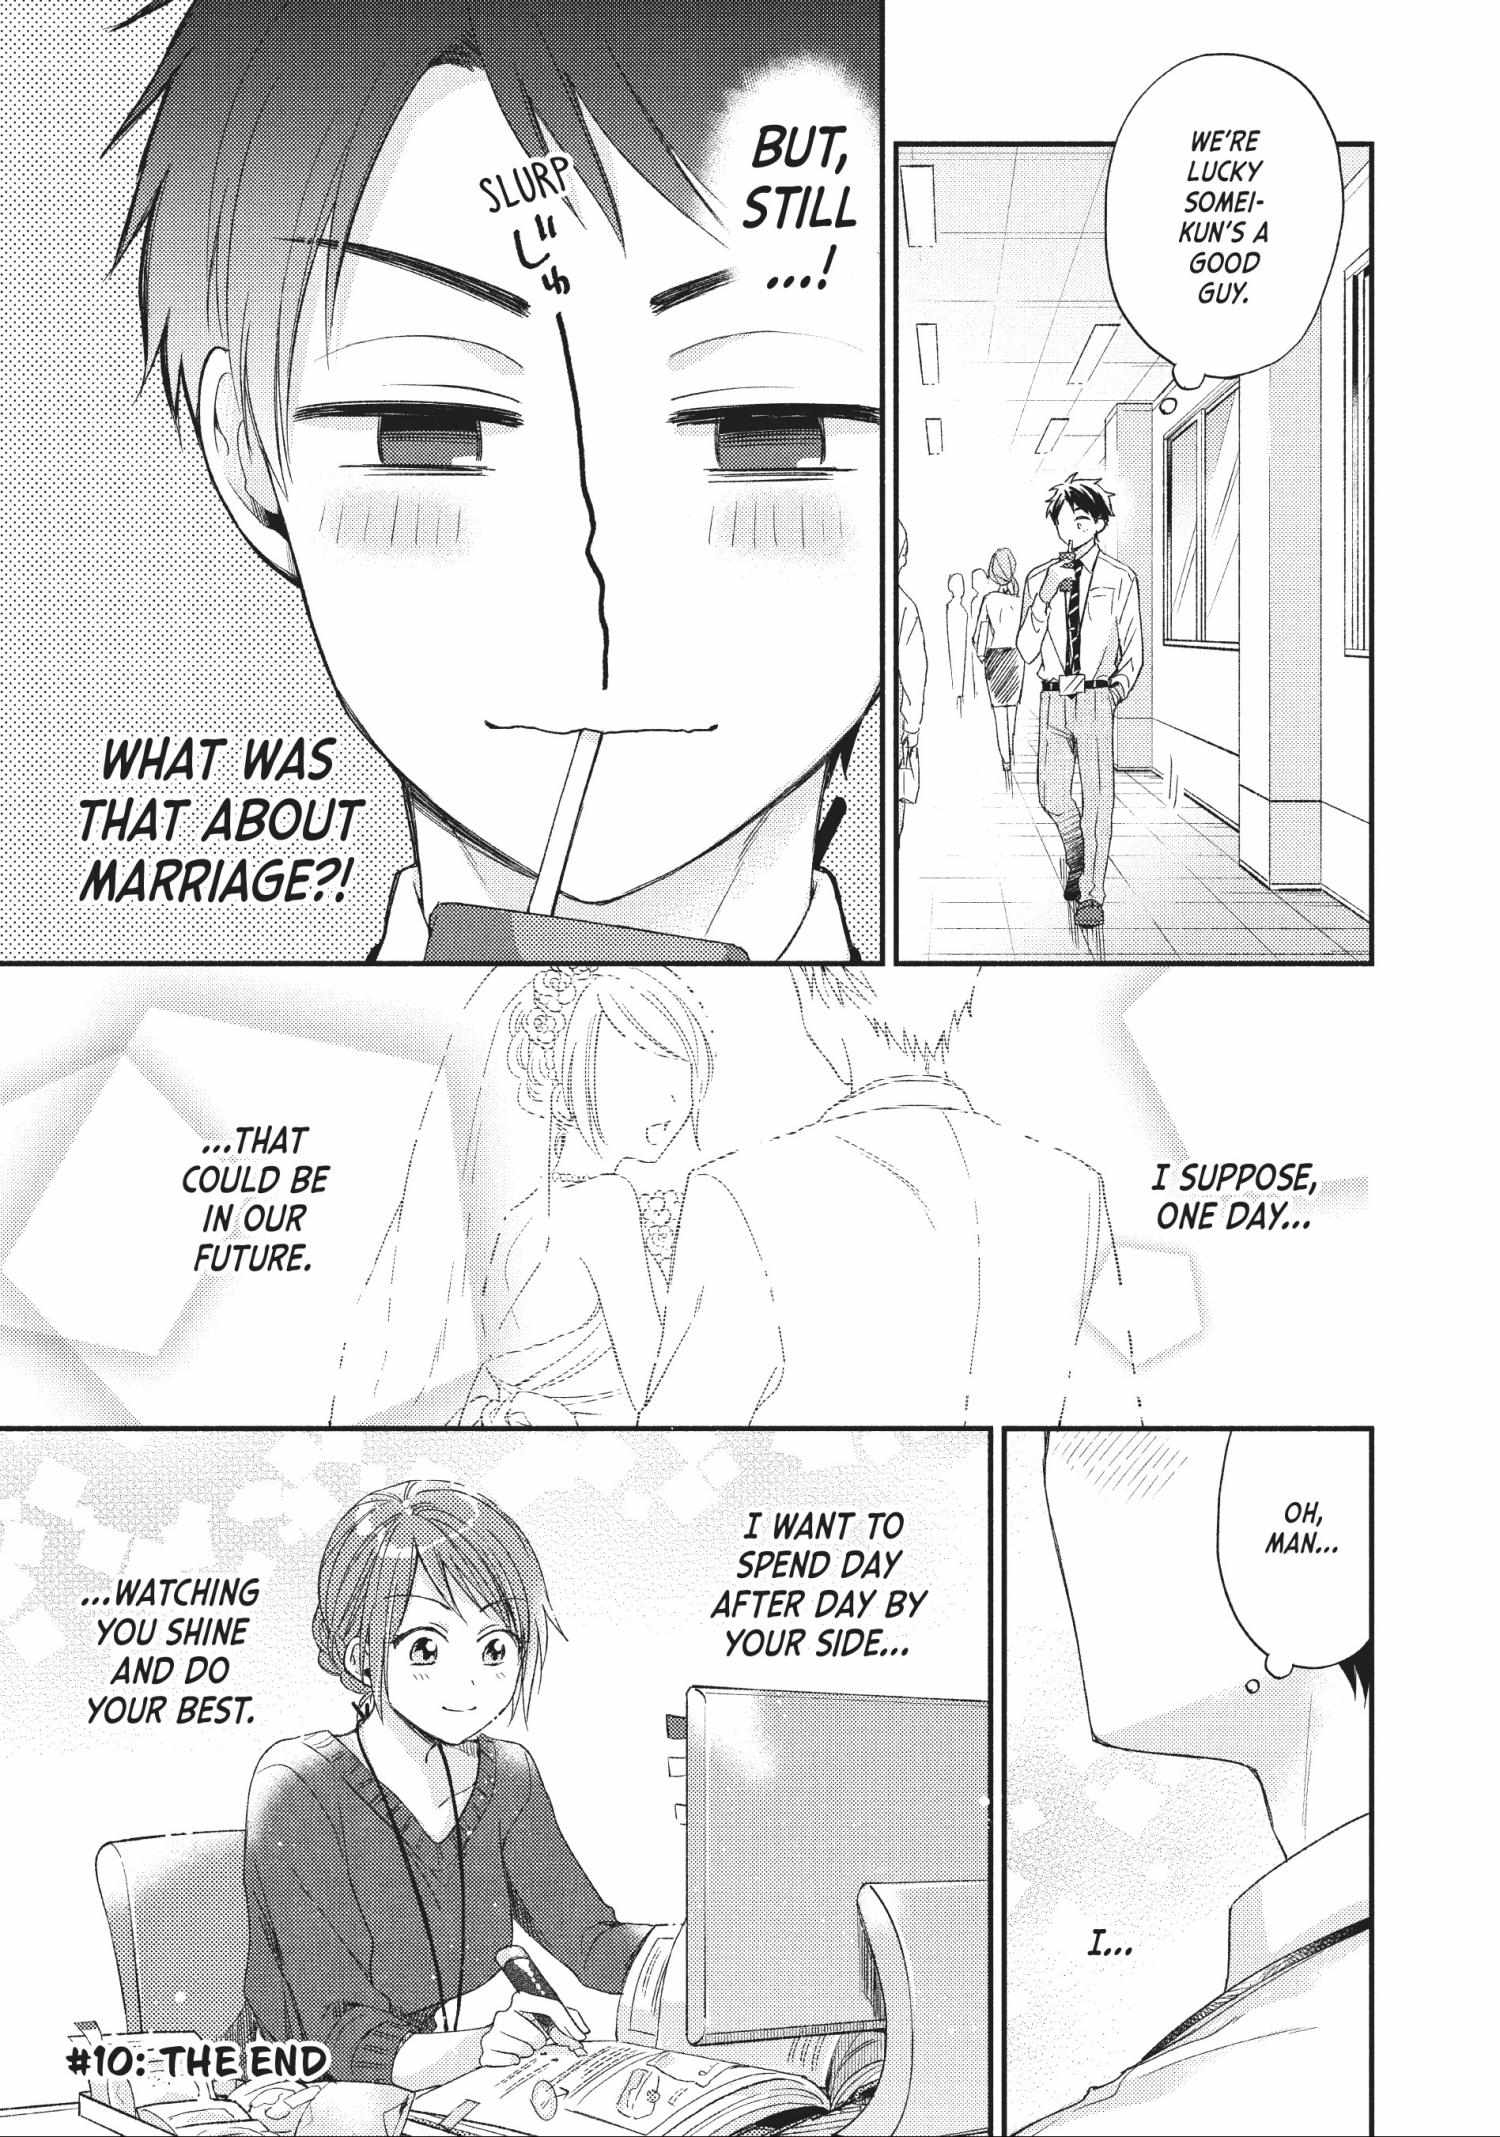 WE'RE
LUCKY
SOMEI-
KUN'S A
GOOD
GUY.
BUT,
STILL
...!
SLURP
じゅ
WHAT WAS
THAT ABOUT
MARRIAGE?!
I SUPPOSE,
ONE DAY...
...THAT
COULD BE
IN OUR
FUTURE.
OH,
MAN...
I...
I WANT TO
SPEND DAY
AFTER DAY BY
YOUR SIDE...
...WATCHING
YOU SHINE
AND DO
YOUR BEST.
#10: THE END